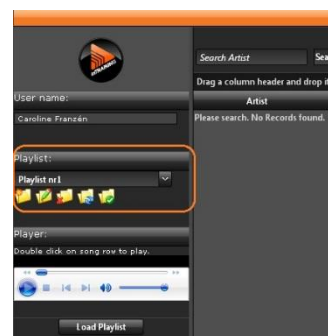 Search Artist
Sea
Drag a column header and drop it
User name:
Artist
Caroline Franzén
Please search. No Records found.
Playlist:
Playlist nr1
Player:
Double click on song row to play.
Load Playlist